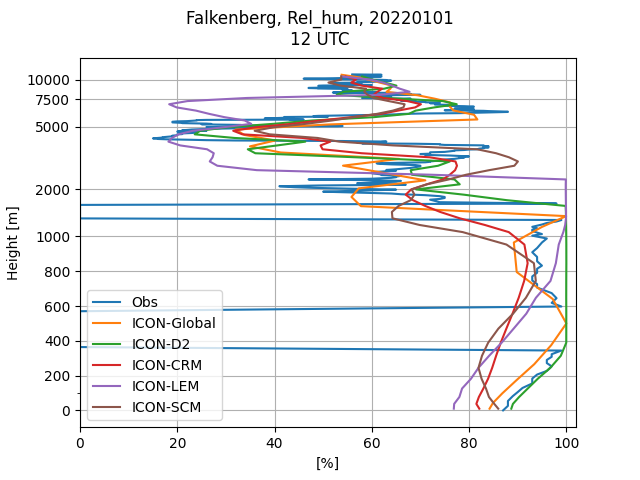 Falkenberg, Rel_hum, 20220101
12 UTC
Height [m]
10000
7500
5000
2000
1000
800
600
400
200
0
Obs
ICON-Global
ICON-D2
ICON-CRM
ICON-LEM
ICON-SCM
0 20 40 60 80 100
[%]